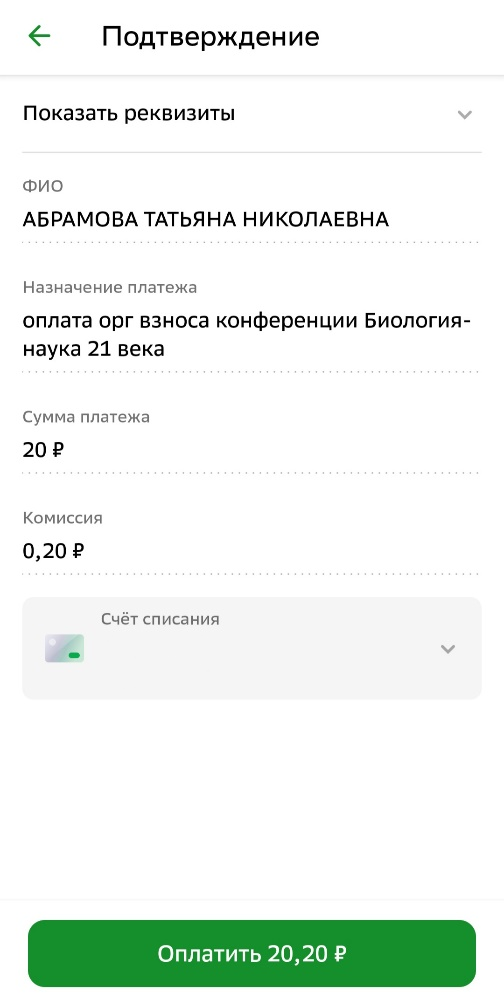 Подтверждение
Показать реквизиты
ФИО
АБРАМОВА ТАТЬЯНА НИКОЛАЕВНА
Назначение платежа
оплата орг взноса конференции Биология-
наука 21 века
Сумма платежа
20 ₽
Комиссия
0,20 ₽
Счёт списания
Оплатить 20,20 ₽